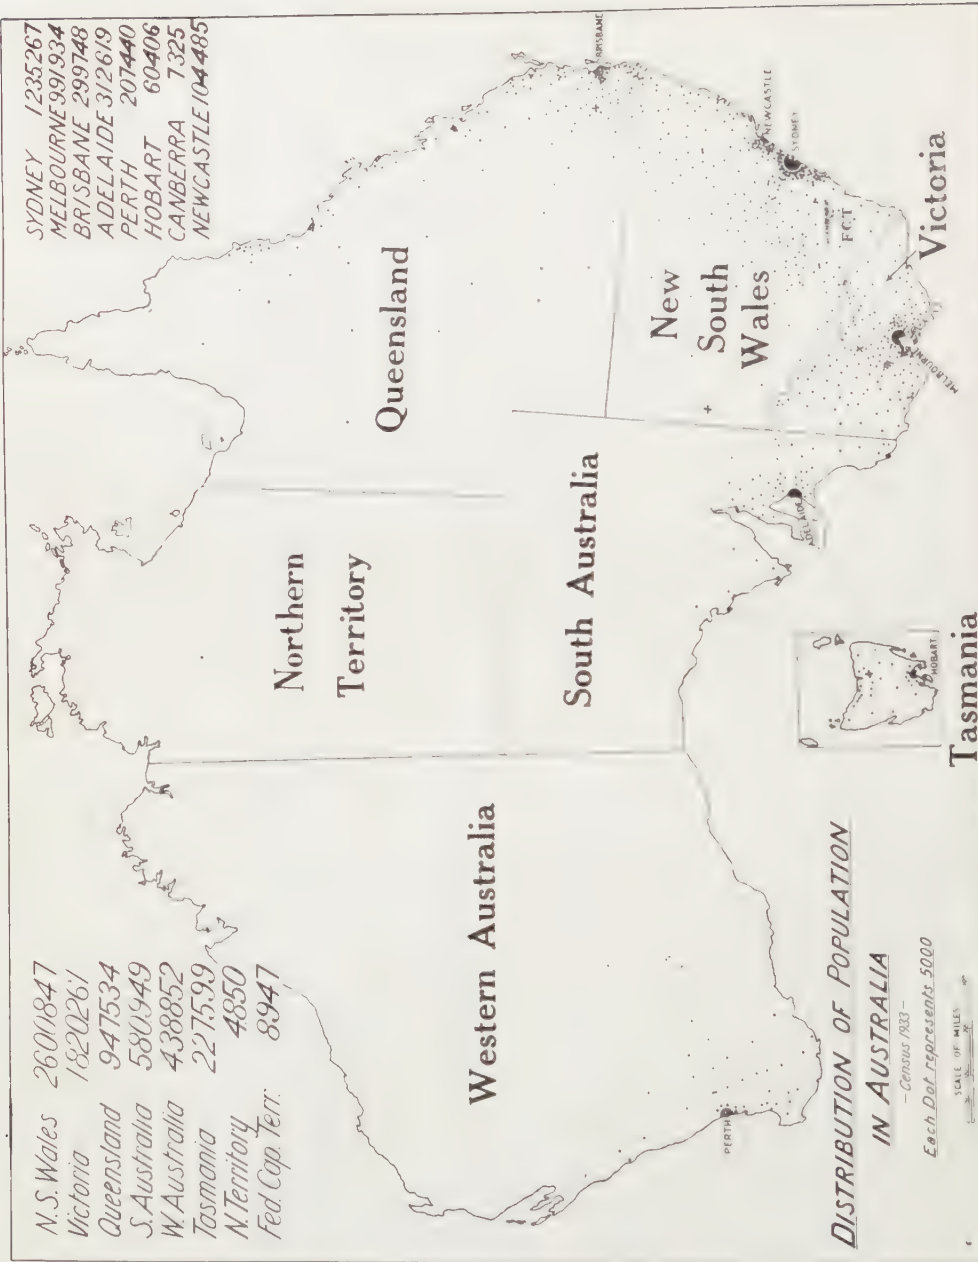 N.S.Wales 2600847
Victoria 1820261
Queensland 947534
S.Australia 580949
W.Australia 438852
Tasmania 227599
N.Territory 4850
Fed.Cap.Terr. 8947
SYDNEY 1235267
MELBOURNE 991934
BRISBANE 299748
ADELAIDE 312619
PERTH 207440
HOBART 60406
CANBERRA 7325
NEWCASTLE 104485
Northern
Territory
Queensland
Western Australia
South Australia
New
South
Wales
BRISBANE
NEWCASTLE
SYDNEY
F.C.T
Victoria
MELBOURNE
ADELAIDE
PERTH
HOBART
Tasmania
DISTRIBUTION OF POPULATION
IN AUSTRALIA
- Census 1933 -
Each Dot represents 5000
SCALE OF MILES